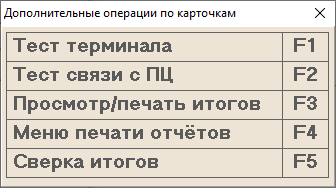 Дополнительные операции по карточкам
Тест терминала F1
Тест связи с ПЦ F2
Просмотр/печать итогов F3
Меню печати отчётов F4
Сверка итогов F5